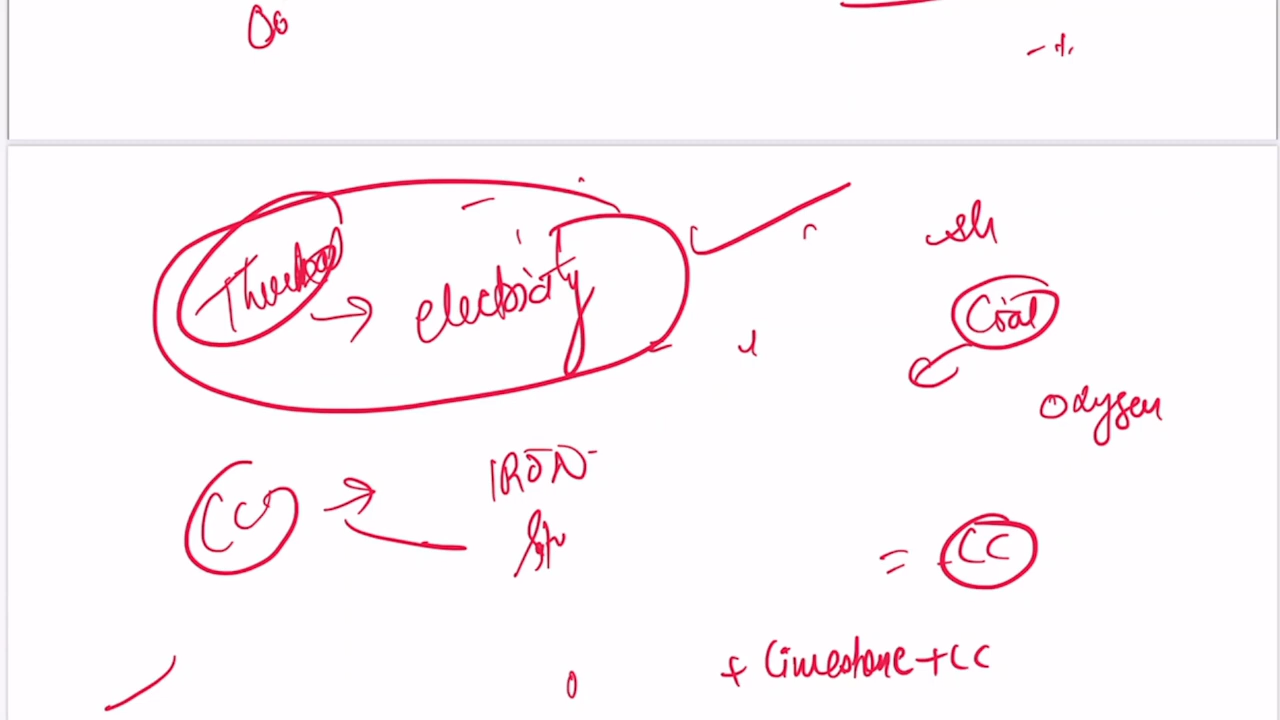 Thermal → electricity
Coal
Oxygen
CC →
IRON
= CC
+ limestone + CC